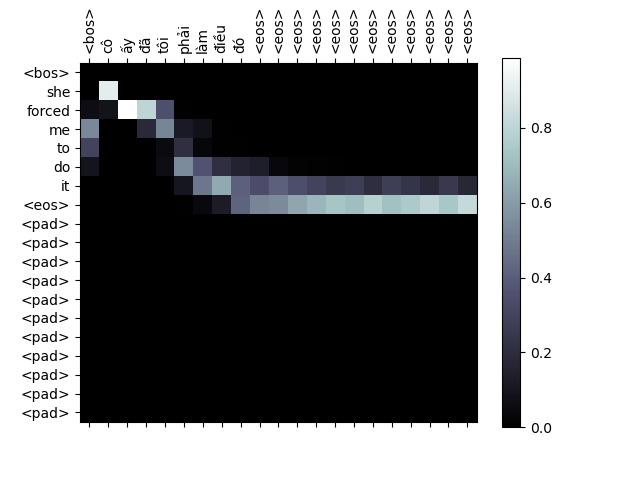 <bos> cô ấy đã tôi phải làm điều đó <eos> <eos> <eos> <eos> <eos> <eos> <eos> <eos> <eos> <eos> <eos> <eos>
<bos>
she
forced
me
to
do
it
<eos>
<pad>
<pad>
<pad>
<pad>
<pad>
<pad>
<pad>
<pad>
<pad>
<pad>
<pad>
0.8
0.6
0.4
0.2
0.0